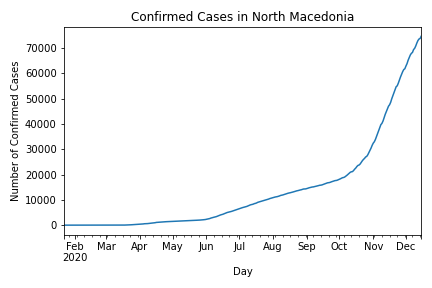 Confirmed Cases in North Macedonia
Number of Confirmed Cases
70000
60000
50000
40000
30000
20000
10000
0
Feb Mar Apr May Jun Jul Aug Sep Oct Nov Dec
2020
Day